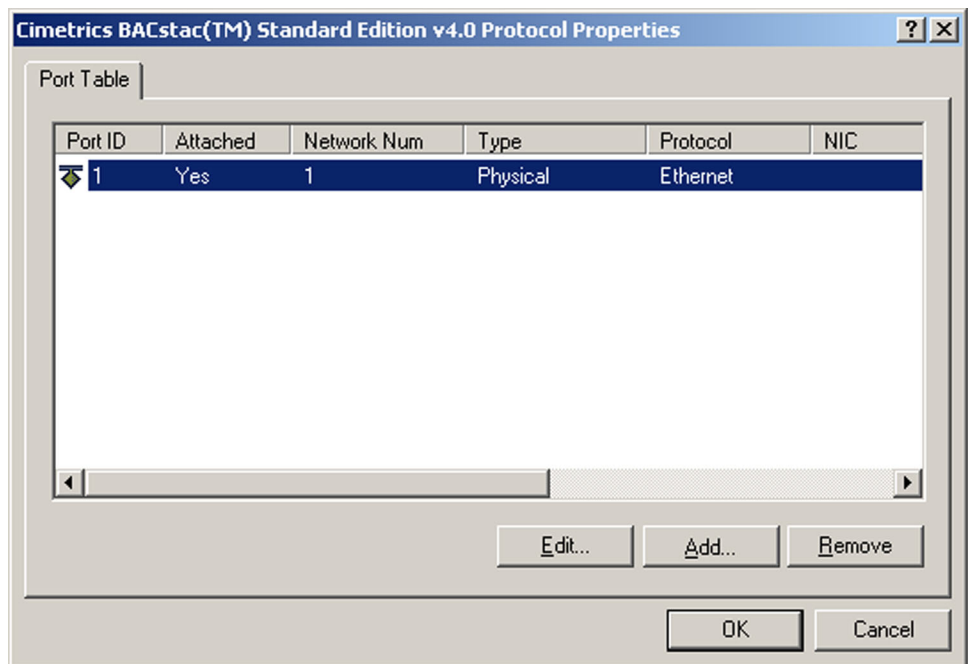 Cimetrics BACstac(TM) Standard Edition v4.0 Protocol Properties
Port Table
Port ID Attached Network Num Type Protocol NIC
1 Yes 1 Physical Ethernet
Edit... Add... Remove
OK Cancel